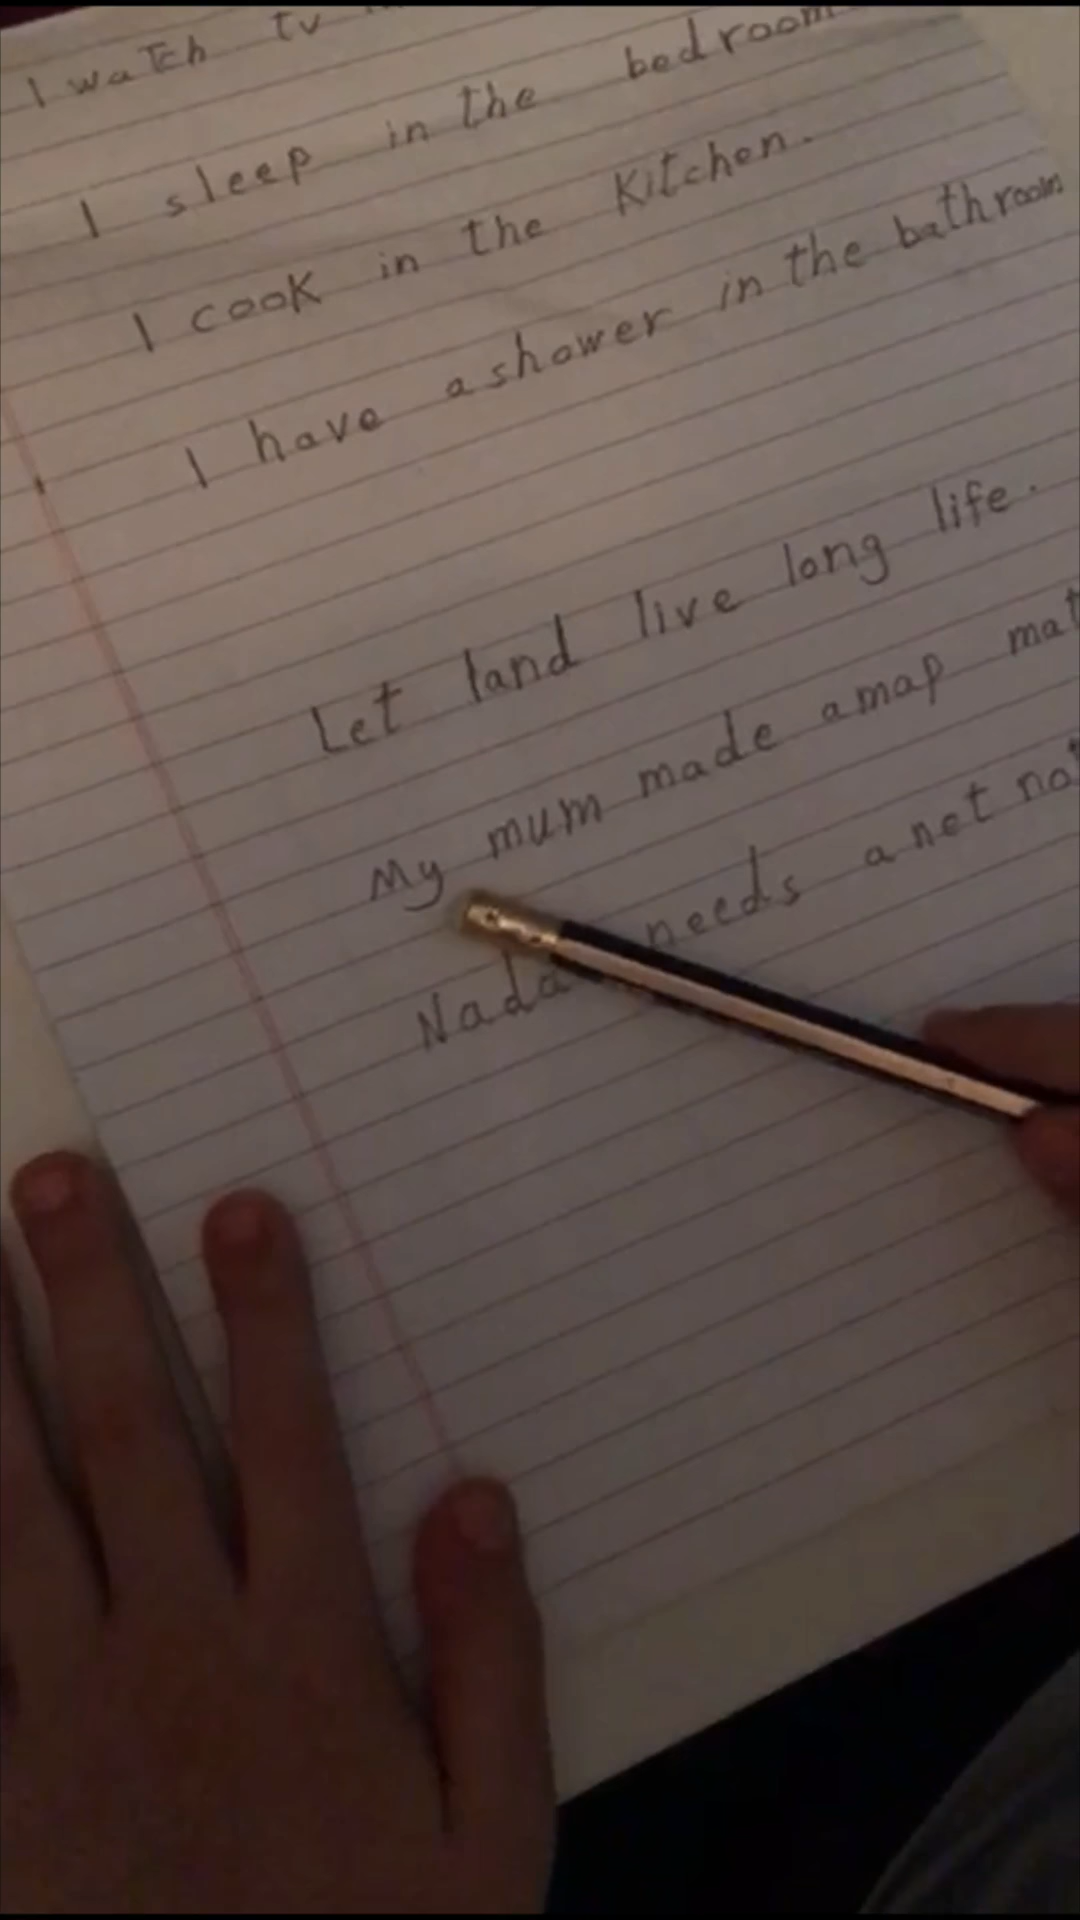 I watch tv
I sleep in the bedroom
I cook in the kitchen.
I have a shower in the bathroom
Let land live long life.
My mum made a map
Nada needs a net